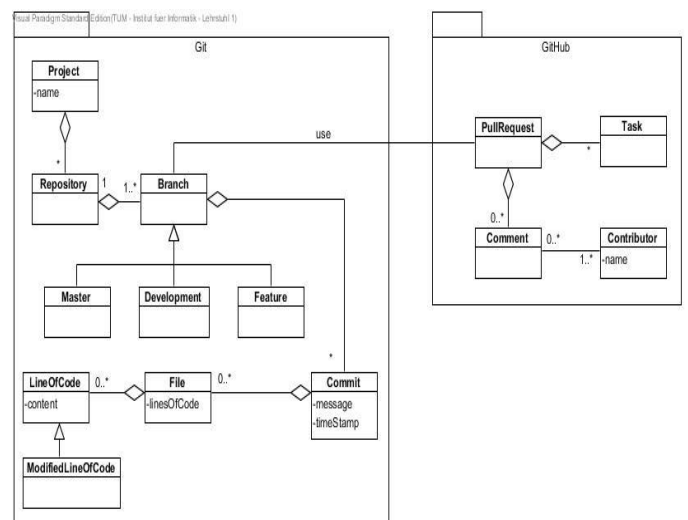 Visual Paradigm Standard Edition(TUM - Institut fuer Informatik - Lehrstuhl 1)
Git
GitHub
Project
-name
*
use
PullRequest
Task
*
Repository
1
1..*
Branch
0..*
Comment
0..*
1..*
Contributor
-name
Master
Development
Feature
*
LineOfCode
-content
0..*
File
-linesOfCode
0..*
Commit
-message
-timeStamp
ModifiedLineOfCode